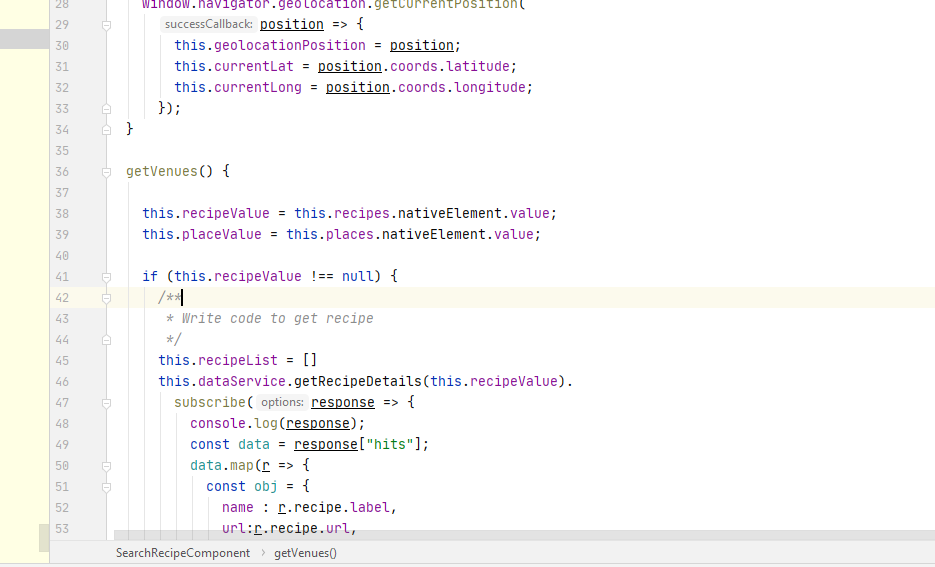 28 window.navigator.geolocation.getCurrentPosition(
29 successCallback: position => {
30 this.geolocationPosition = position;
31 this.currentLat = position.coords.latitude;
32 this.currentLong = position.coords.longitude;
33 });
34 }
35
36 getVenues() {
37
38 this.recipeValue = this.recipes.nativeElement.value;
39 this.placeValue = this.places.nativeElement.value;
40
41 if (this.recipeValue !== null) {
42 /**
43 * Write code to get recipe
44 */
45 this.recipeList = []
46 this.dataService.getRecipeDetails(this.recipeValue).
47 subscribe( options: response => {
48 console.log(response);
49 const data = response["hits"];
50 data.map(r => {
51 const obj = {
52 name : r.recipe.label,
53 url:r.recipe.url,
SearchRecipeComponent › getVenues()